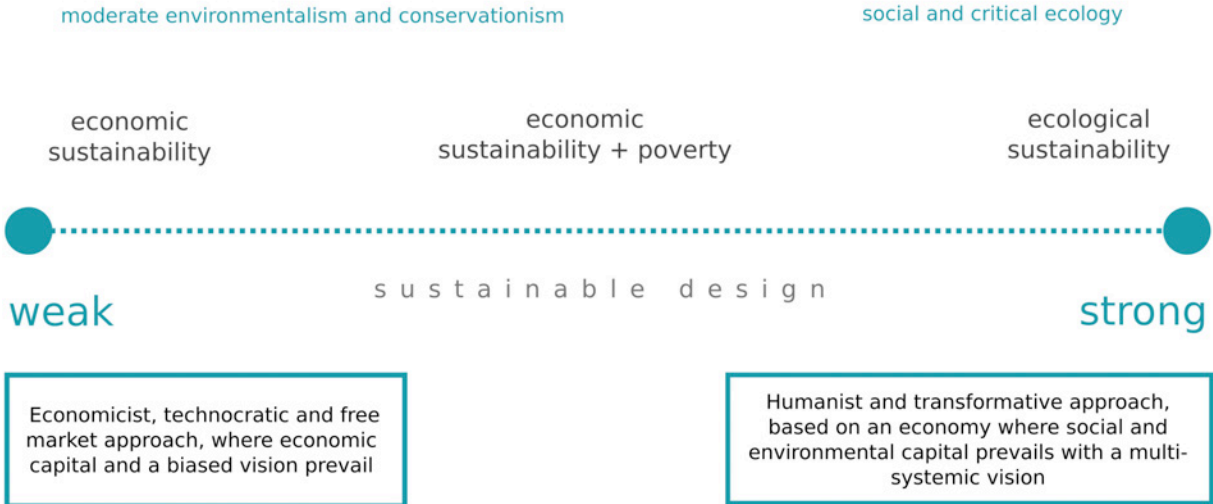 moderate environmentalism and conservationism
social and critical ecology
economic
sustainability
economic
sustainability + poverty
ecological
sustainability
sustainable design
weak
strong
Economicist, technocratic and free
market approach, where economic
capital and a biased vision prevail
Humanist and transformative approach,
based on an economy where social and
environmental capital prevails with a multi-
systemic vision